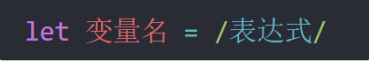 let 变量名 = /表达式/